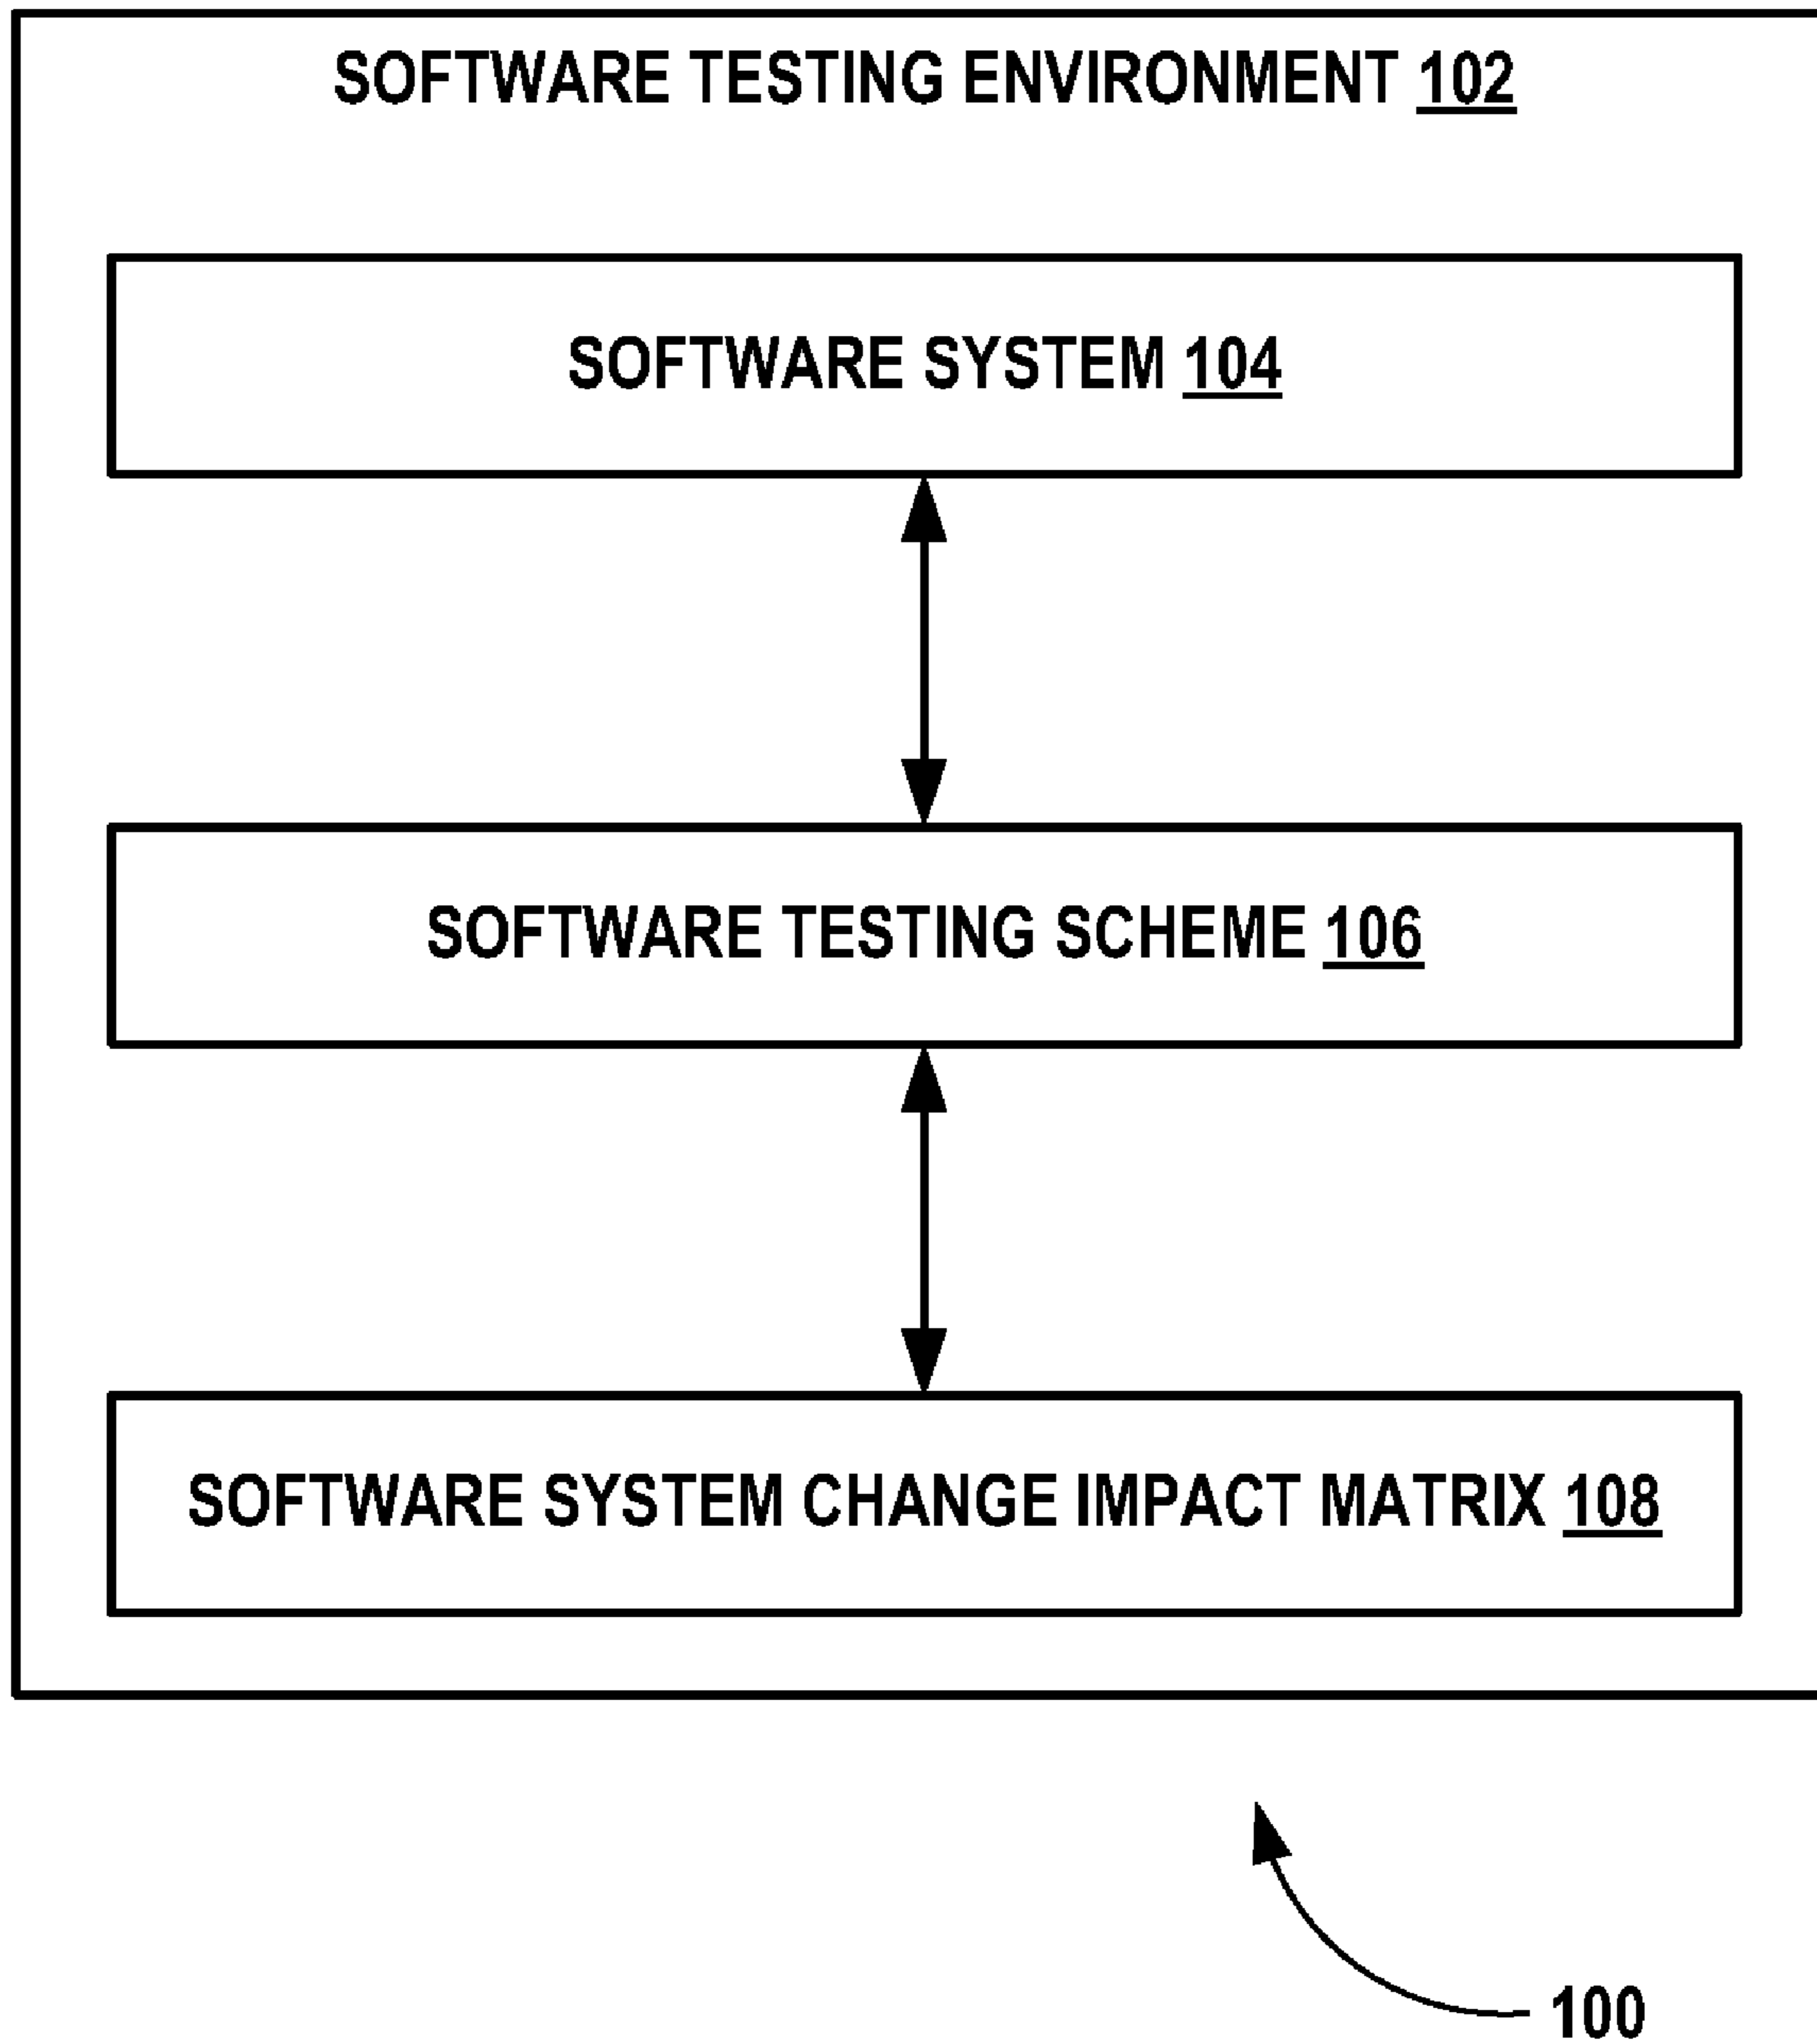 SOFTWARE TESTING ENVIRONMENT 102
SOFTWARE SYSTEM 104
SOFTWARE TESTING SCHEME 106
SOFTWARE SYSTEM CHANGE IMPACT MATRIX 108
100